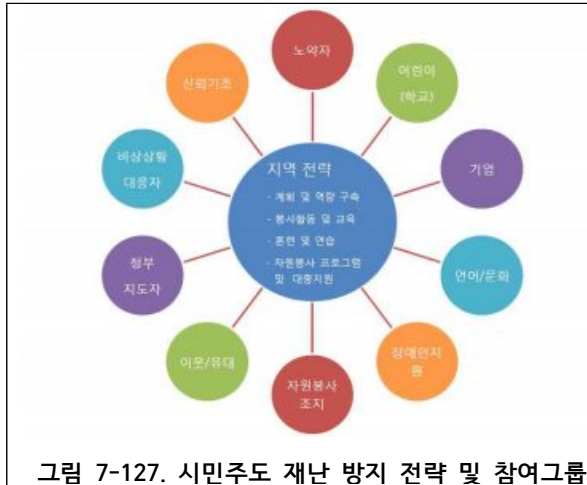 노약자
어린이
(학교)
기업
언어/문화
장애인지
원
자원봉사
조지
이웃/유대
정부
지도자
비상상황
대응자
신뢰기초
지역 전략
- 계획 및 역량 구축
- 봉사활동 및 교육
- 훈련 및 연습
- 자원봉사 프로그램
및 대중지원
그림 7-127. 시민주도 재난 방지 전략 및 참여그룹